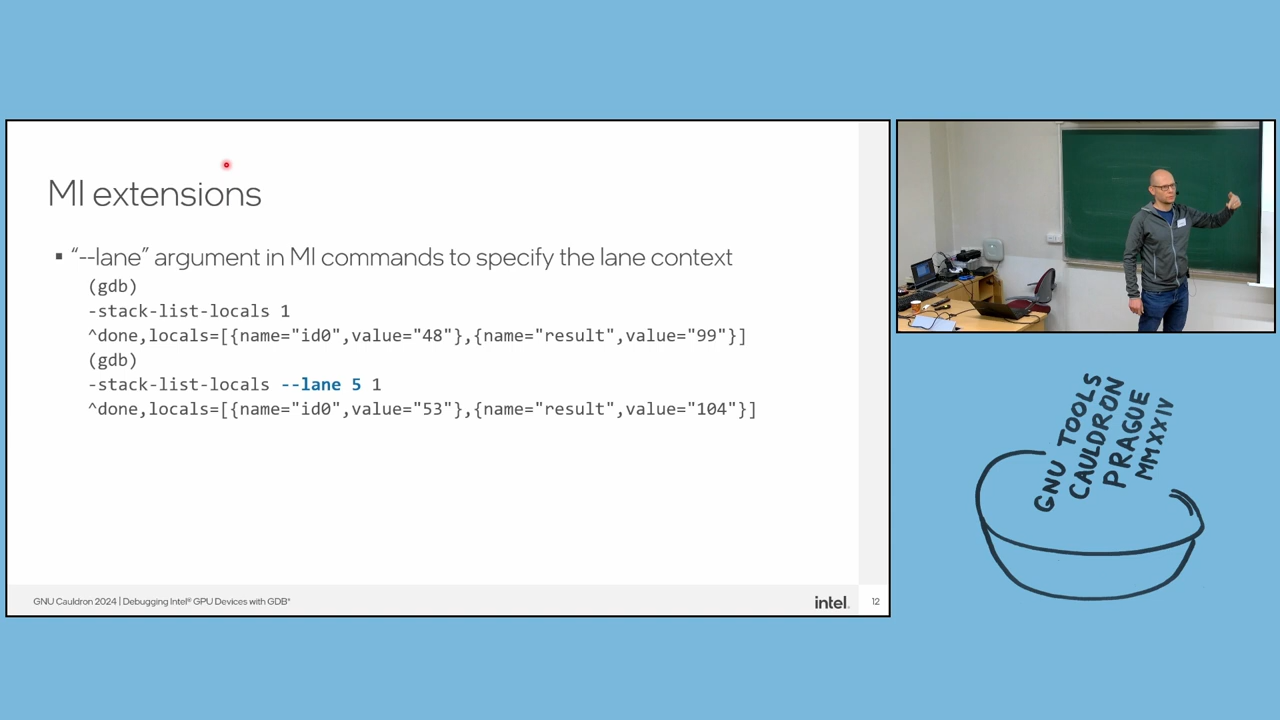 MI extensions
▪ “--lane” argument in MI commands to specify the lane context
(gdb)
-stack-list-locals 1
^done,locals=[{name="id0",value="48"},{name="result",value="99"}]
(gdb)
-stack-list-locals --lane 5 1
^done,locals=[{name="id0",value="53"},{name="result",value="104"}]
GNU Cauldron 2024 | Debugging Intel® GPU Devices with GDB*
intel.
12
GNU TOOLS
CAULDRON
PRAGUE
MMXXIV